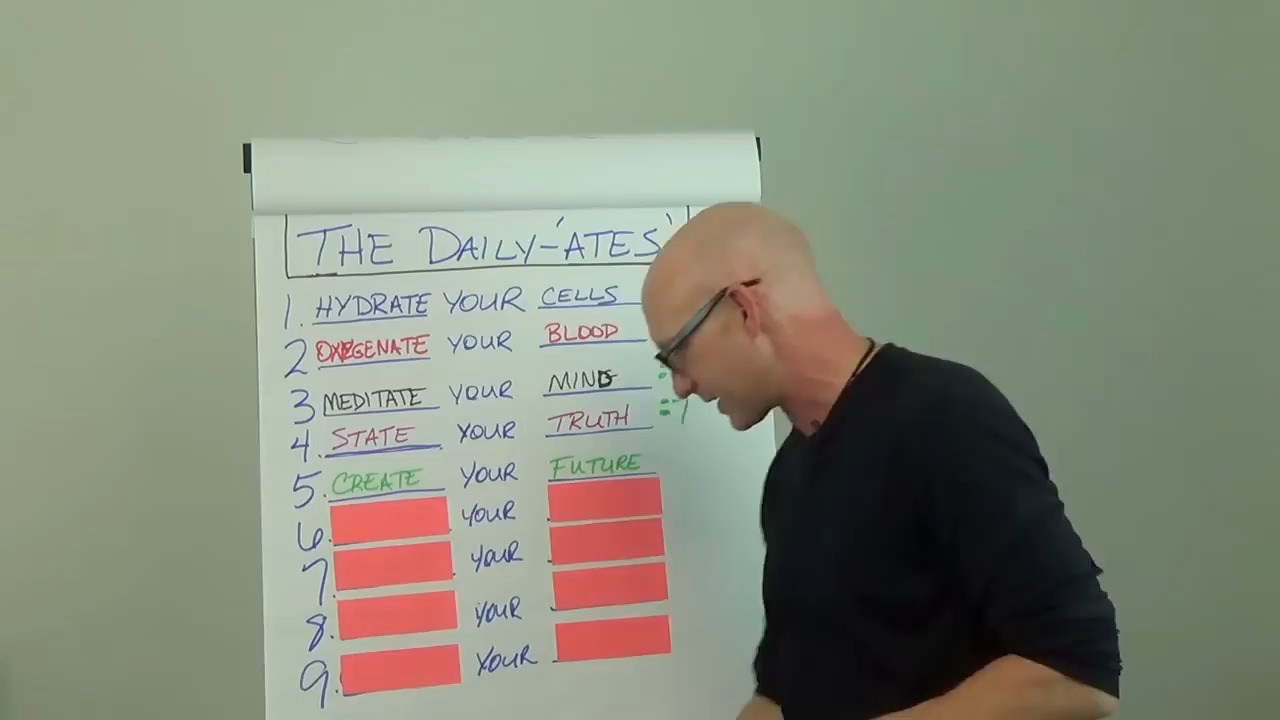 THE DAILY-'ATES'
1. HYDRATE YOUR CELLS
2 OXYGENATE YOUR BLOOD
3 MEDITATE YOUR MIND
4. STATE YOUR TRUTH
5. CREATE YOUR FUTURE
6. YOUR
7. YOUR
8. YOUR
9. YOUR